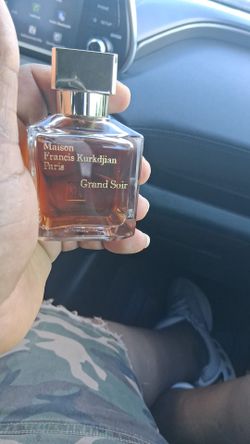 Maison
Francis Kurkdjian
Paris
Grand Soir